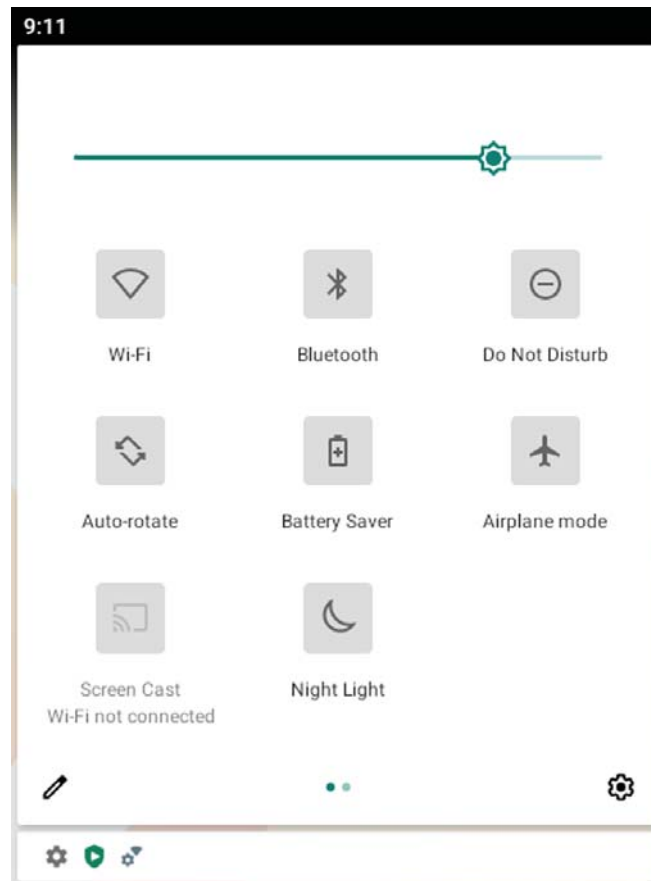 9:11
Wi-Fi
Bluetooth
Do Not Disturb
Auto-rotate
Battery Saver
Airplane mode
Screen Cast
Wi-Fi not connected
Night Light